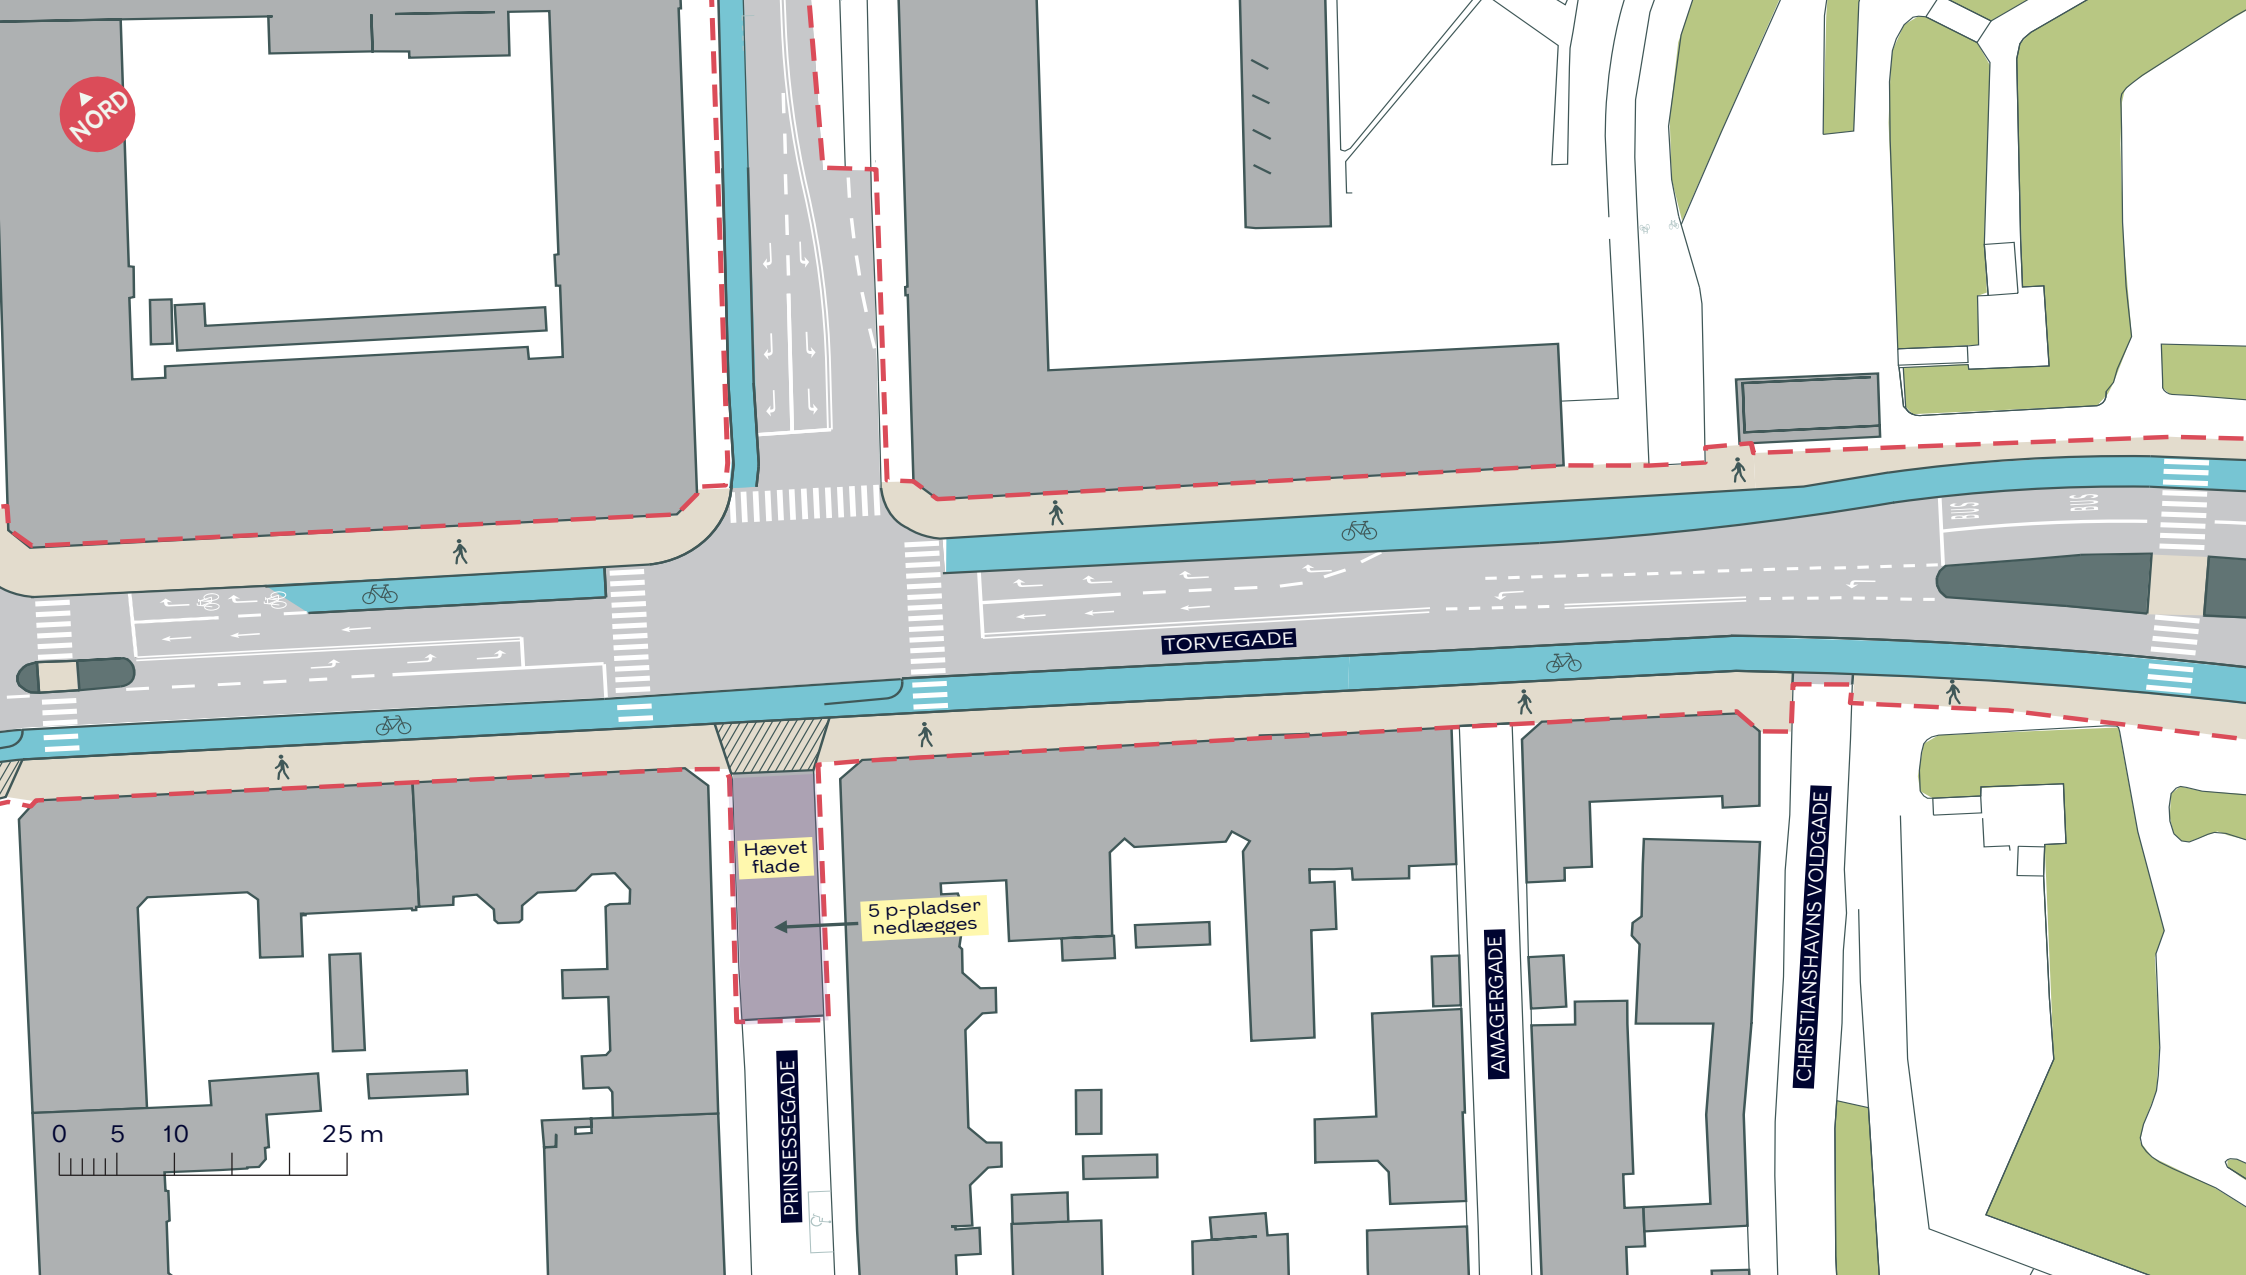 NORD
BUS
BUS
TORVEGADE
Hævet
flade
5 p-pladser
nedlægges
PRINSESSEGADE
AMAGERGADE
CHRISTIANSHAVNS VOLDGADE
0 5 10 25 m